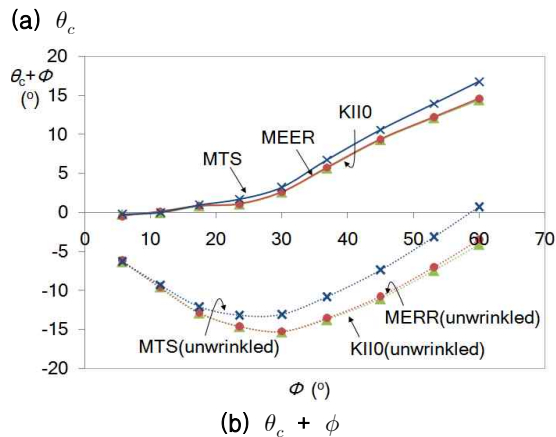 (a) θc
20
θc+Φ
(°)
15
10
5
0
-5
-10
-15
-20
MTS
MEER
KII0
0 10 20 30 40 50 60 70
MTS(unwrinkled)
MERR(unwrinkled)
KII0(unwrinkled)
Φ (°)
(b) θc + ϕ